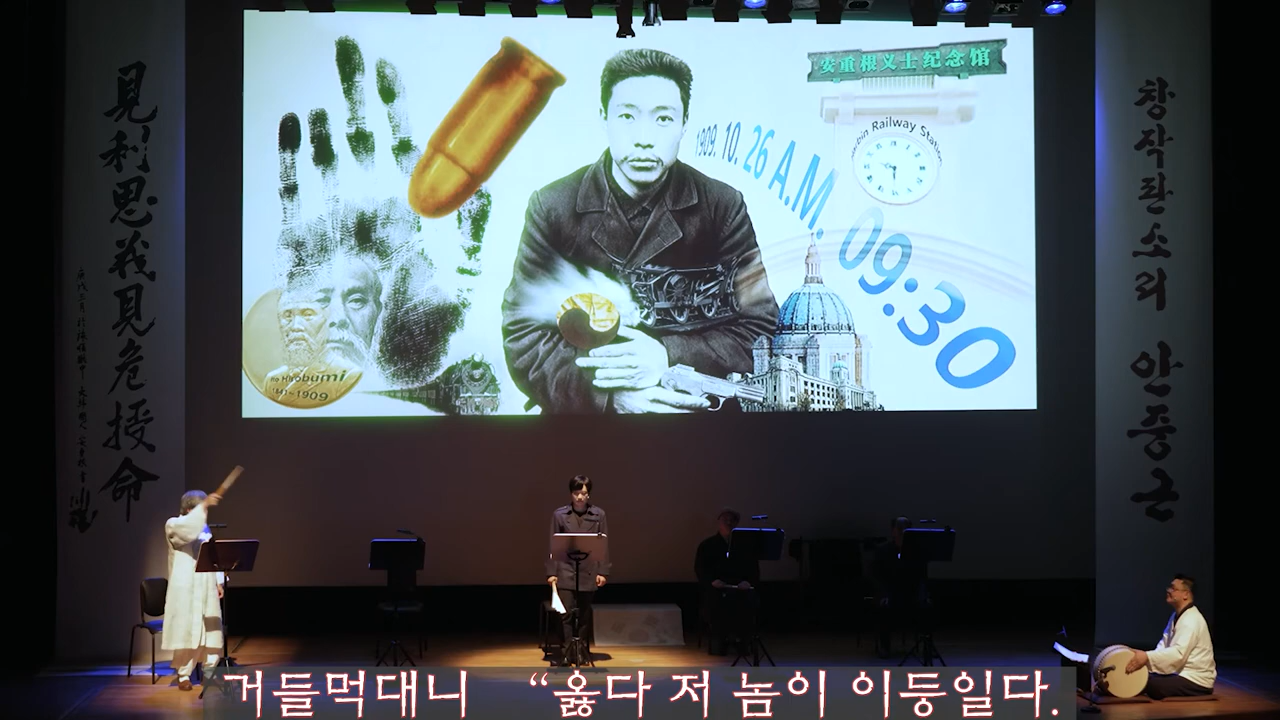 見利思義見危授命
安重根义士纪念馆
1909. 10. 26 A.M. 09:30
Railway
Ito Hirobumi
1841~1909
창작판소리 안중근
거들먹대니 “옳다 저 놈이 이등일다.